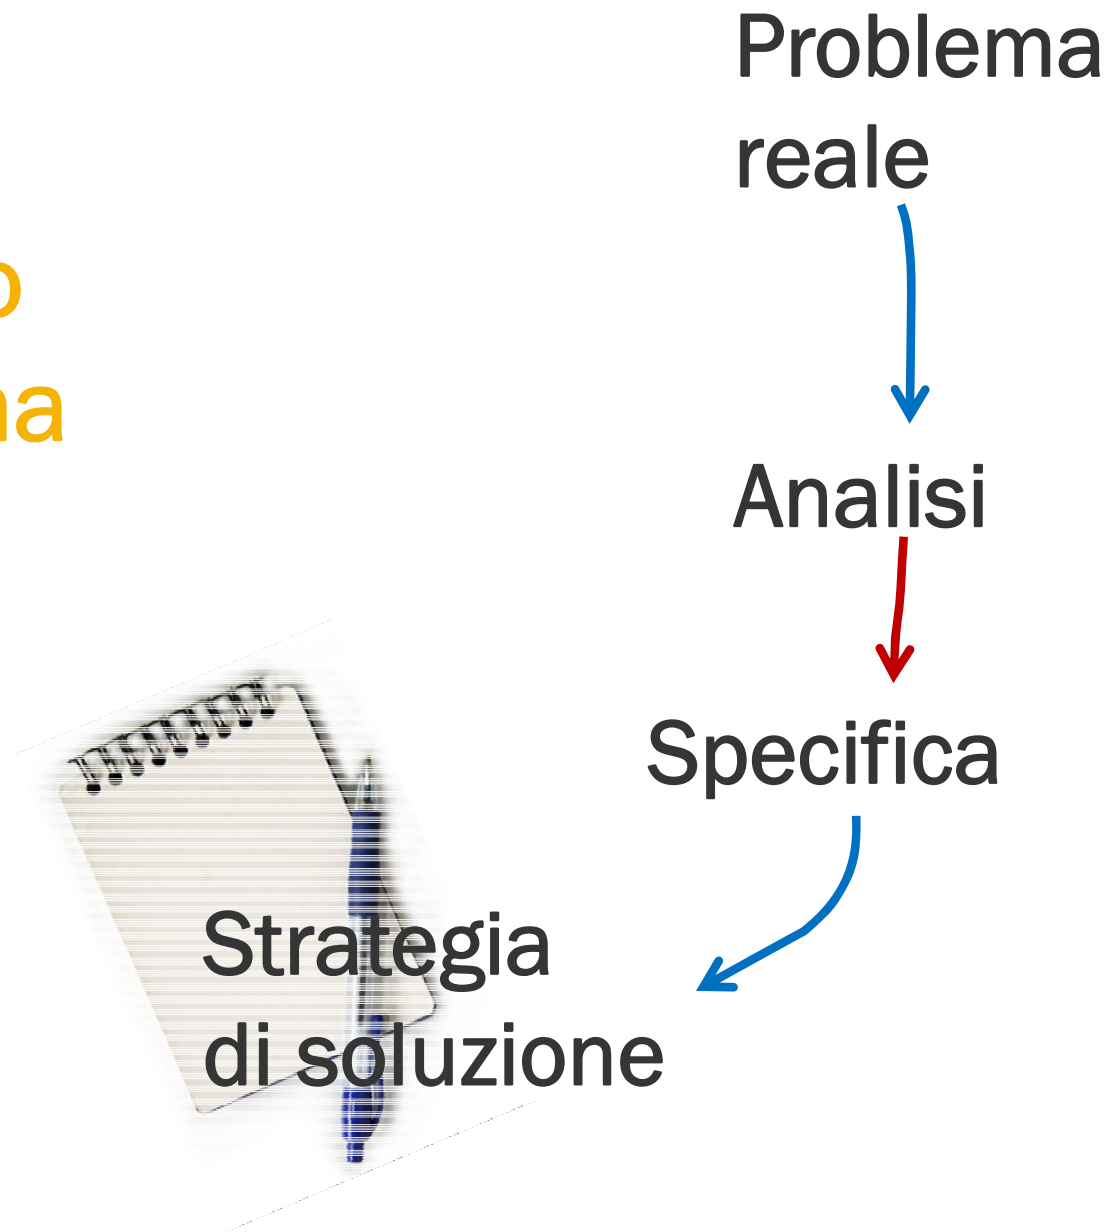 Problema
reale
Analisi
Specifica
Strategia
di soluzione